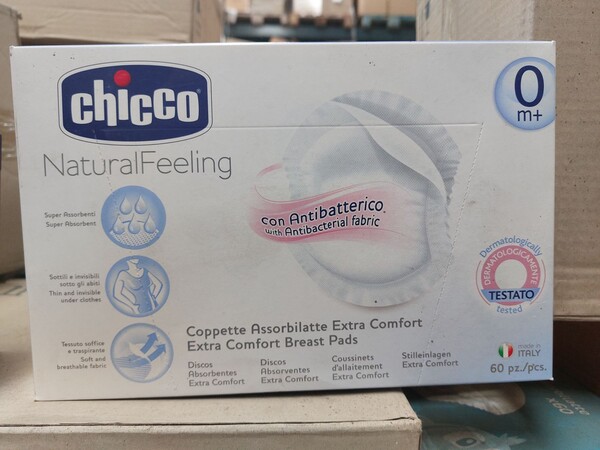 chicco
NaturalFeeling
0
m+
Super Assorbenti
Super Absorbent
con Antibatterico
with Antibacterial fabric
Sottili e invisibili
sotto gli abiti
Thin and invisible
under clothes
Dermatologically
DERMATOLOGICAMENTE
TESTATO
tested
Tessuto soffice
e traspirante
Soft and
breathable fabric
Coppette Assorbilatte Extra Comfort
Extra Comfort Breast Pads
Discos
Absorbentes
Extra Comfort
Discos
Absorventes
Extra Comfort
Coussinets
d'allaitement
Extra Comfort
Stilleinlagen
Extra Comfort
made in
ITALY
60 pz./pcs.